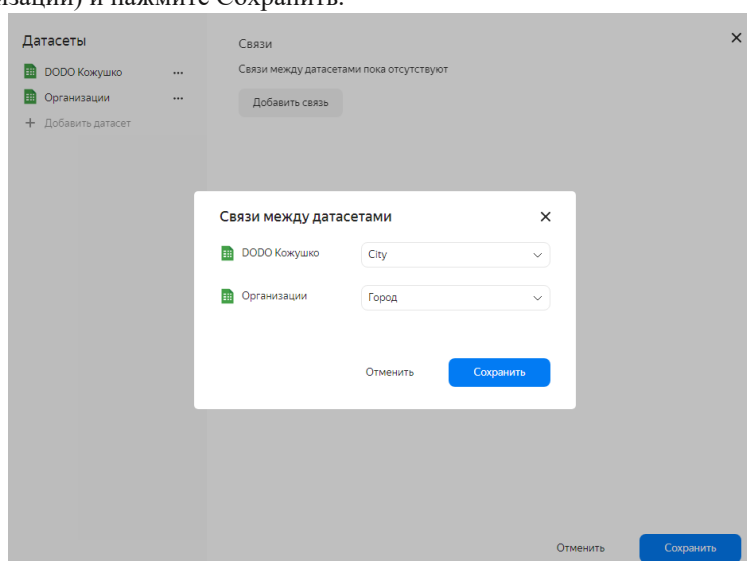 изации) и нажмите Сохранить.
Датасеты
DODO Кожушко
Организации
+ Добавить датасет
Связи
Связи между датасетами пока отсутствуют
Добавить связь
Связи между датасетами
DODO Кожушко
City
Организации
Город
Отменить
Сохранить
Отменить
Сохранить